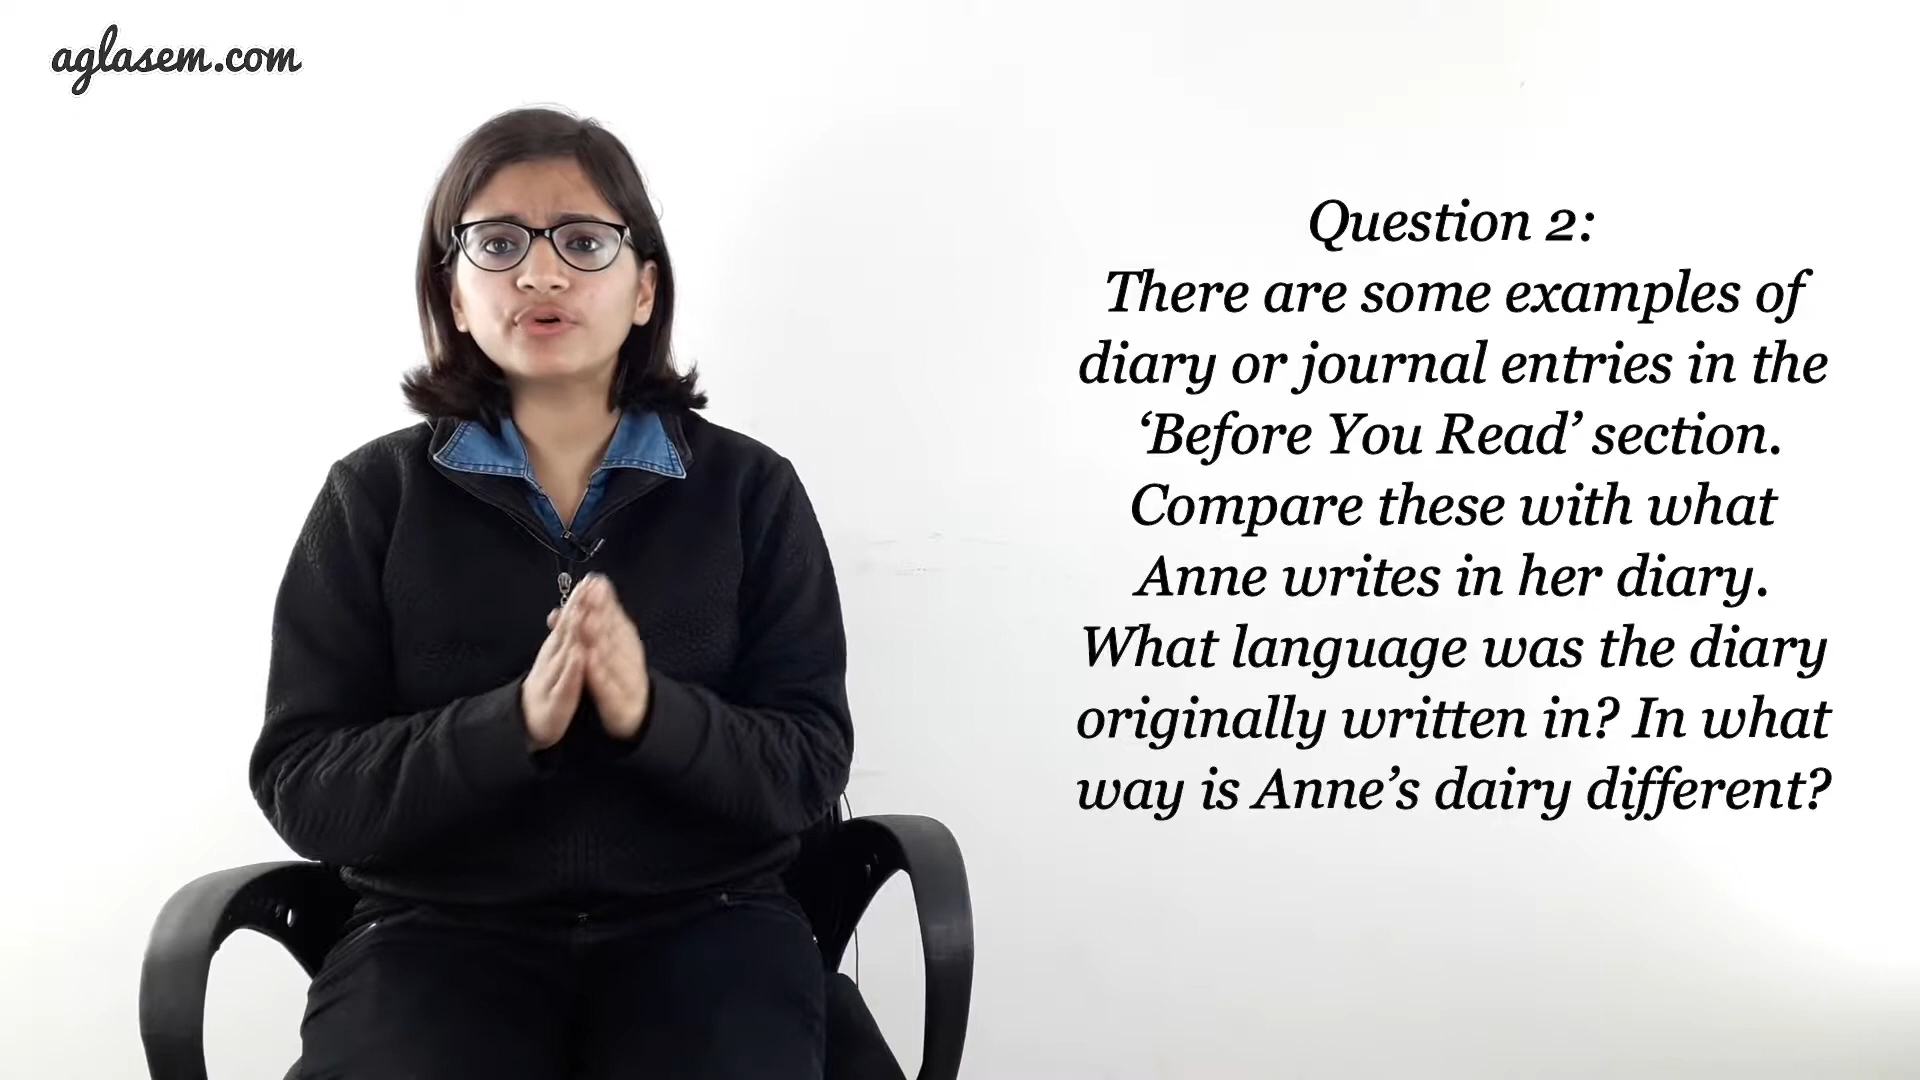 aglasem.com
Question 2:
There are some examples of
diary or journal entries in the
‘Before You Read’ section.
Compare these with what
Anne writes in her diary.
What language was the diary
originally written in? In what
way is Anne’s dairy different?